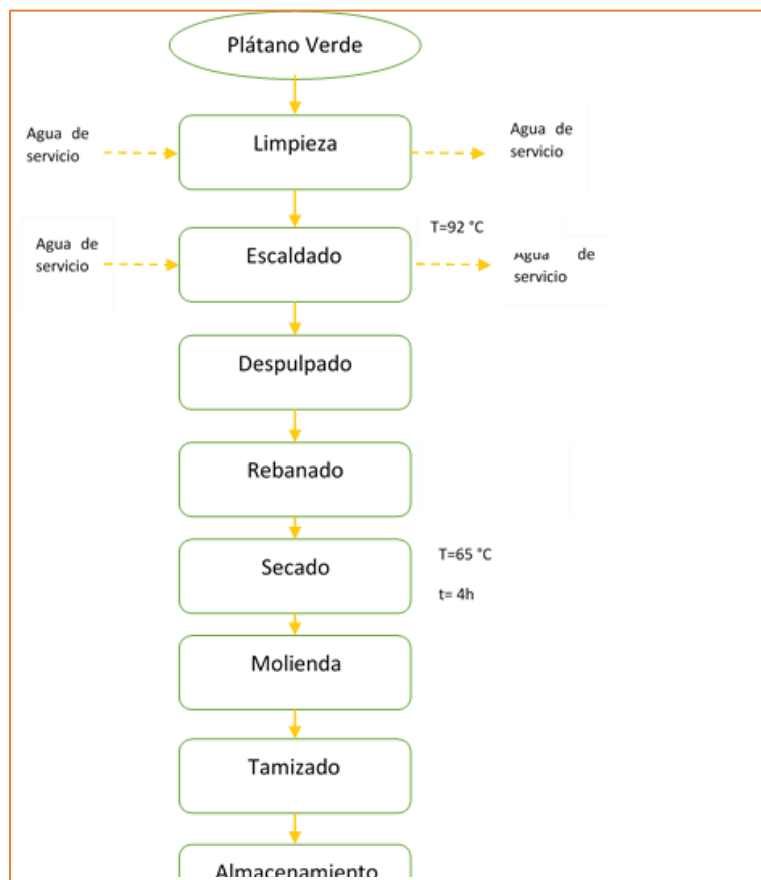 Plátano Verde
Agua de
servicio
Limpieza
Agua de
servicio
T=92 °C
Agua de
servicio
Escaldado
Agua de
servicio
Despulpado
Rebanado
Secado
T=65 °C
t= 4h
Molienda
Tamizado
Almacenamiento